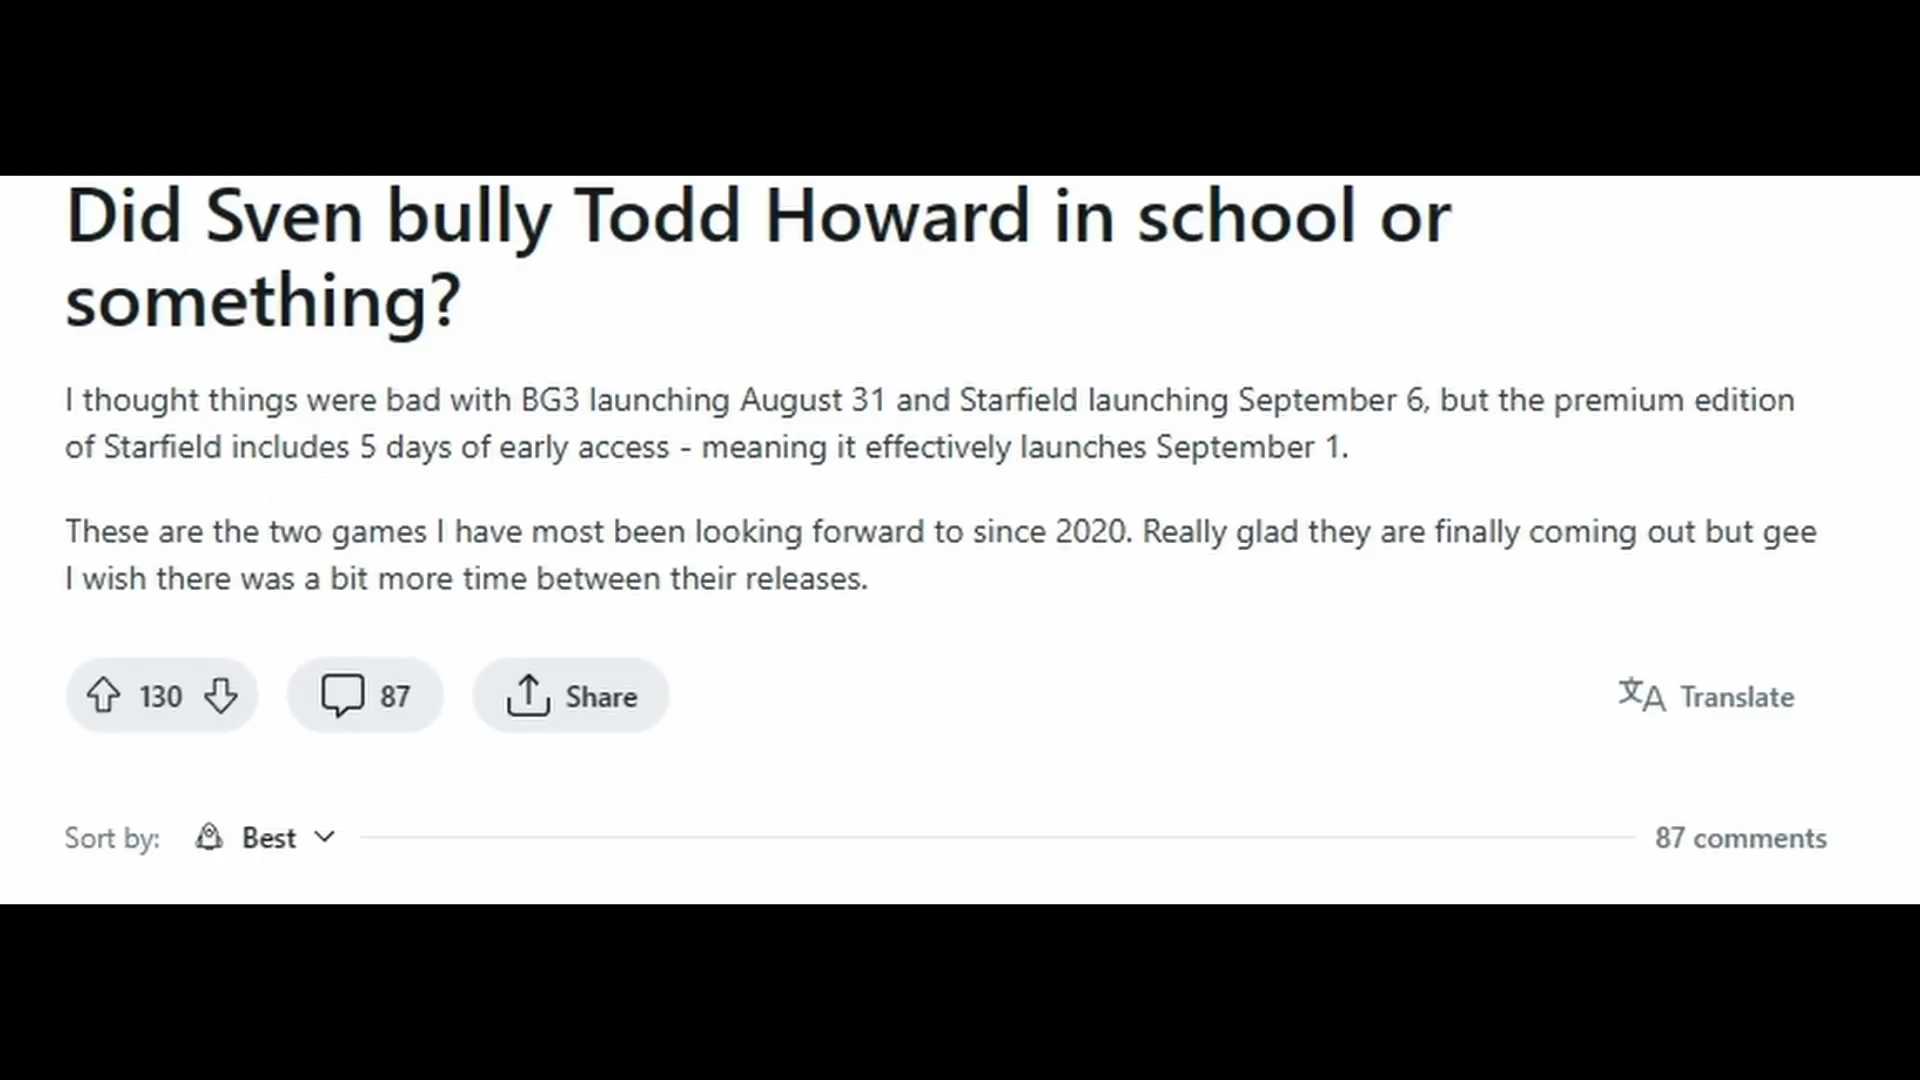 Did Sven bully Todd Howard in school or
something?
I thought things were bad with BG3 launching August 31 and Starfield launching September 6, but the premium edition
of Starfield includes 5 days of early access - meaning it effectively launches September 1.
These are the two games I have most been looking forward to since 2020. Really glad they are finally coming out but gee
I wish there was a bit more time between their releases.
130 87 Share 文A Translate
Sort by: Best 87 comments